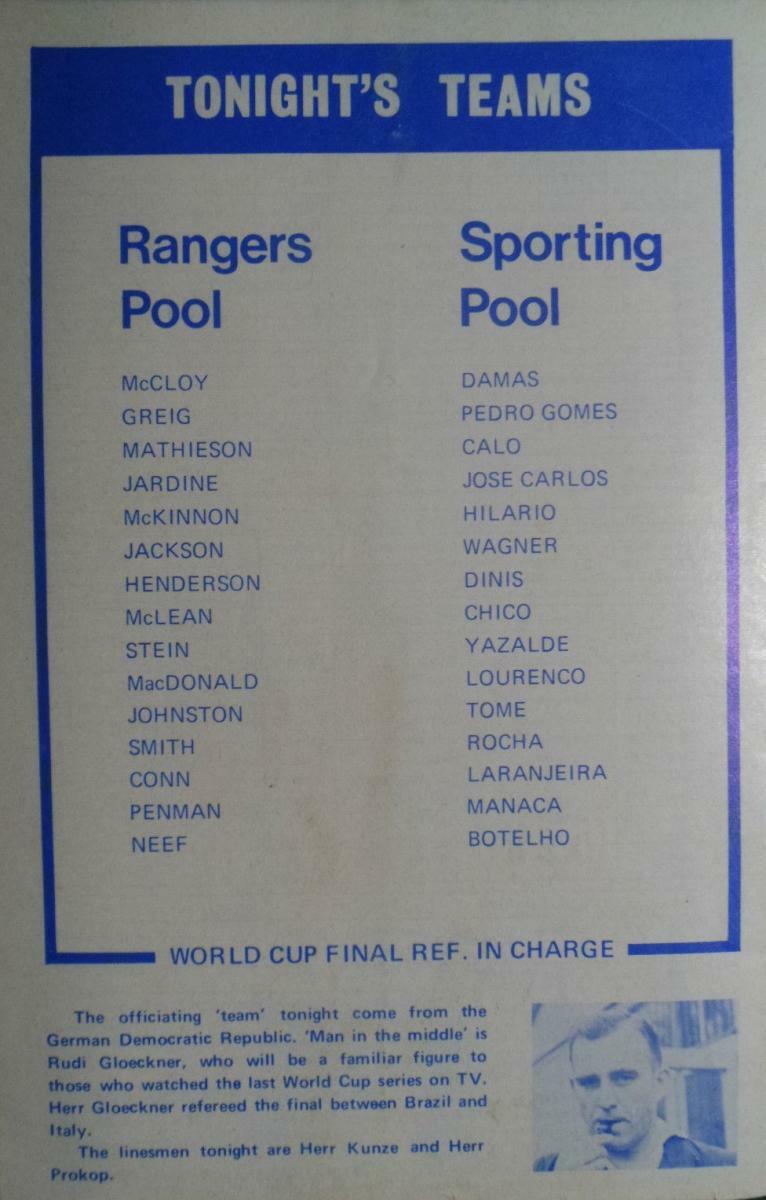 TONIGHT'S TEAMS
Rangers
Pool
McCLOY
GREIG
MATHIESON
JARDINE
McKINNON
JACKSON
HENDERSON
McLEAN
STEIN
MacDONALD
JOHNSTON
SMITH
CONN
PENMAN
NEEF
Sporting
Pool
DAMAS
PEDRO GOMES
CALO
JOSE CARLOS
HILARIO
WAGNER
DINIS
CHICO
YAZALDE
LOURENCO
TOME
ROCHA
LARANJEIRA
MANACA
BOTELHO
WORLD CUP FINAL REF. IN CHARGE
The officiating 'team' tonight come from the
German Democratic Republic. 'Man in the middle' is
Rudi Gloeckner, who will be a familiar figure to
those who watched the last World Cup series on TV.
Herr Gloeckner refereed the final between Brazil and
Italy.
The linesmen tonight are Herr Kunze and Herr
Prokop.